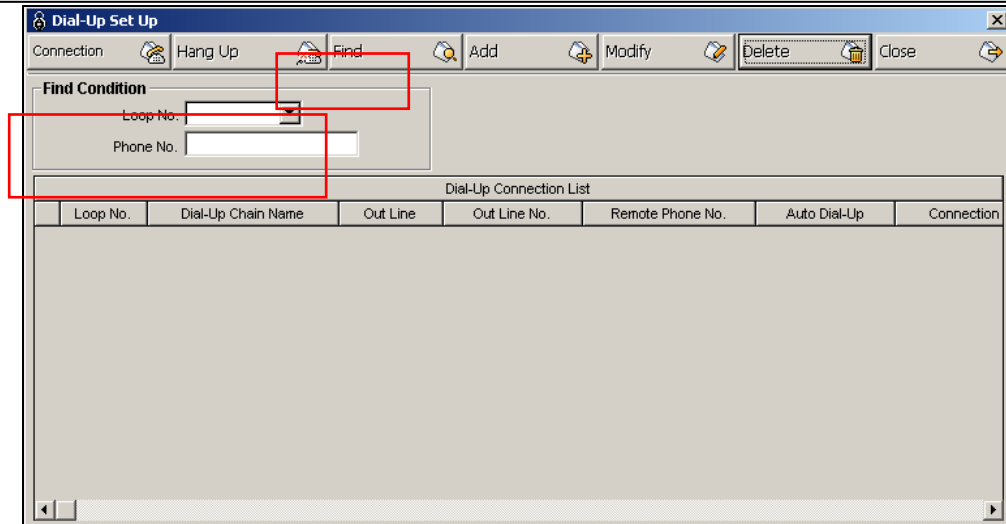 Dial-Up Set Up
Connection Hang Up Find Add Modify Delete Close
Find Condition
Loop No.
Phone No.
Dial-Up Connection List
Loop No. Dial-Up Chain Name Out Line Out Line No. Remote Phone No. Auto Dial-Up Connection